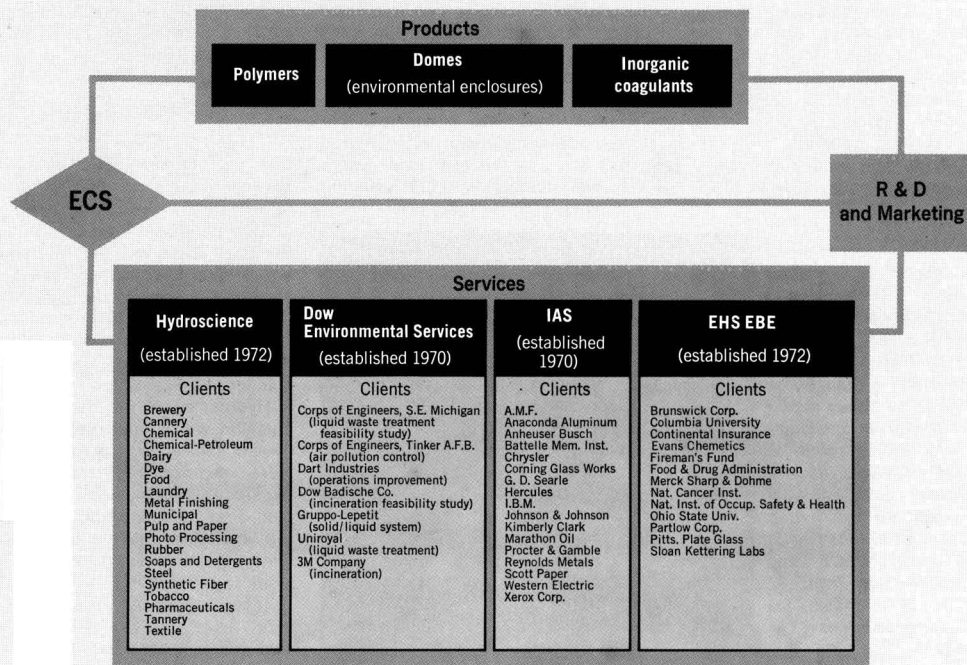 Products
Polymers
Domes
(environmental enclosures)
Inorganic
coagulants
ECS
R & D
and Marketing
Services
Hydroscience
(established 1972)
Clients
Brewery
Cannery
Chemical
Chemical-Petroleum
Dairy
Dye
Food
Laundry
Metal Finishing
Municipal
Pulp and Paper
Photo Processing
Rubber
Soaps and Detergents
Steel
Synthetic Fiber
Tobacco
Pharmaceuticals
Tannery
Textile
Dow
Environmental Services
(established 1970)
Clients
Corps of Engineers, S.E. Michigan
(liquid waste treatment
feasibility study)
Corps of Engineers, Tinker A.F.B.
(air pollution control)
Dart Industries
(operations improvement)
Dow Badische Co.
(incineration feasibility study)
Gruppo-Lepetit
(solid/liquid system)
Uniroyal
(liquid waste treatment)
3M Company
(incineration)
IAS
(established
1970)
Clients
A.M.F.
Anaconda Aluminum
Anheuser Busch
Battelle Mem. Inst.
Chrysler
Corning Glass Works
G. D. Searle
Hercules
I.B.M.
Johnson & Johnson
Kimberly Clark
Marathon Oil
Procter & Gamble
Reynolds Metals
Scott Paper
Western Electric
Xerox Corp.
EHS EBE
(established 1972)
Clients
Brunswick Corp.
Columbia University
Continental Insurance
Evans Chemetics
Fireman's Fund
Food & Drug Administration
Merck Sharp & Dohme
Nat. Cancer Inst.
Nat. Inst. of Occup. Safety & Health
Ohio State Univ.
Partlow Corp.
Pitts. Plate Glass
Sloan Kettering Labs